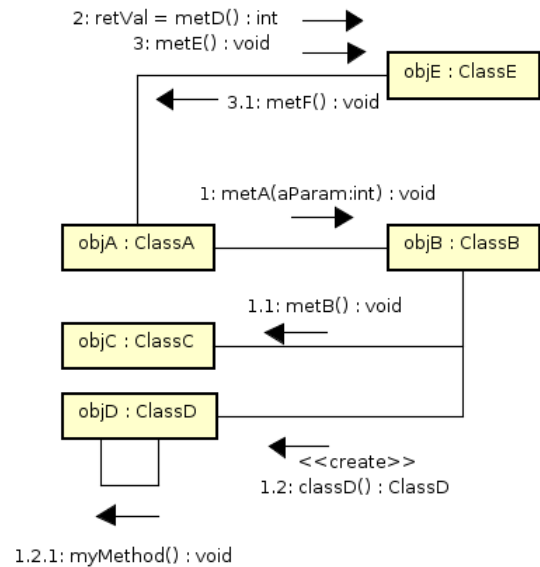 2: retVal = metD() : int
3: metE() : void
objE : ClassE
3.1: metF() : void
1: metA(aParam:int) : void
objA : ClassA
objB : ClassB
1.1: metB() : void
objC : ClassC
objD : ClassD
<<create>>
1.2: classD() : ClassD
1.2.1: myMethod() : void